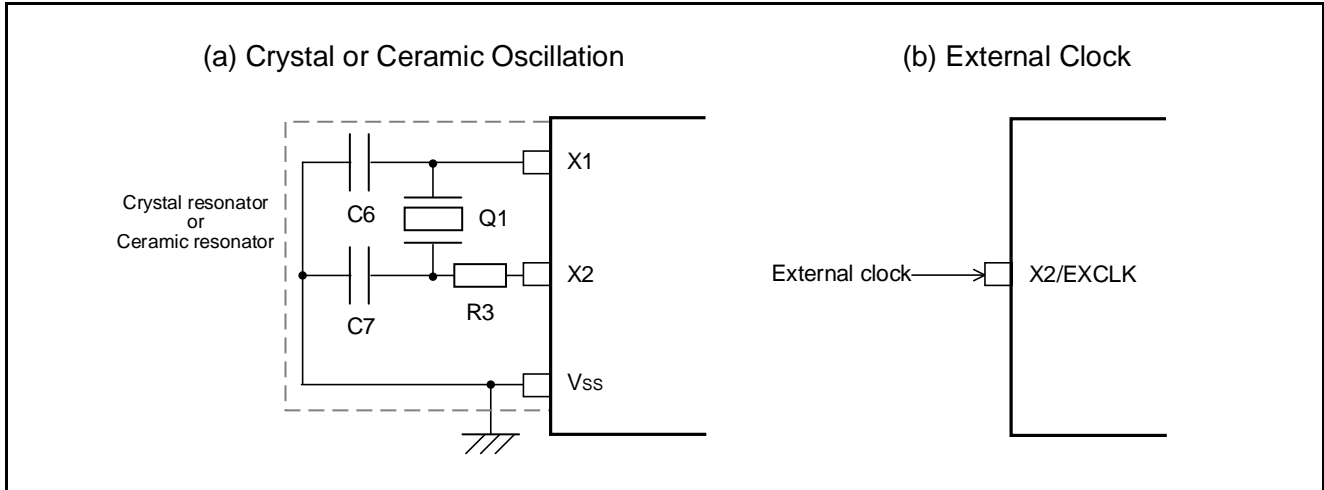 (a) Crystal or Ceramic Oscillation
(b) External Clock
X1
Crystal resonator
or
Ceramic resonator
C6
Q1
X2
External clock
X2/EXCLK
C7
R3
Vss